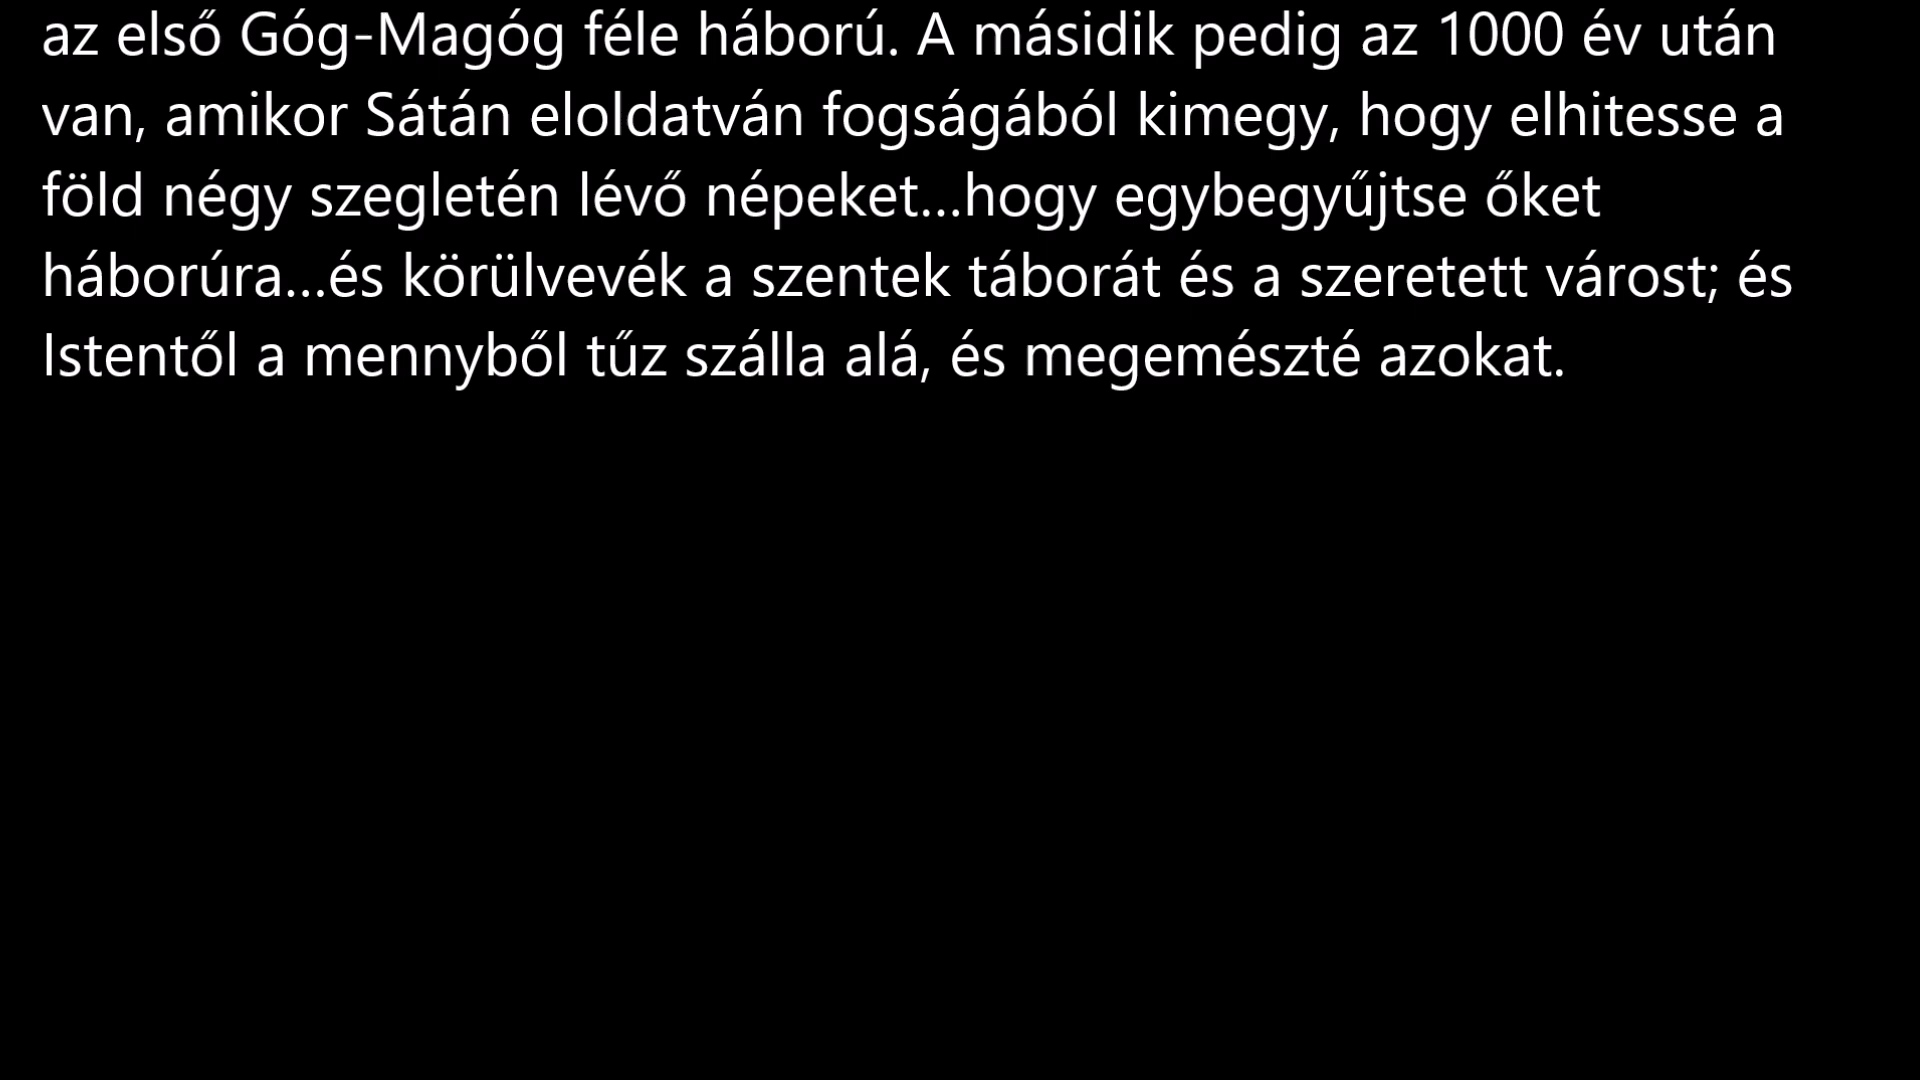 az első Góg-Magóg féle háború. A másidik pedig az 1000 év után
van, amikor Sátán eloldatván fogságából kimegy, hogy elhitesse a
föld négy szegletén lévő népeket...hogy egybegyűjtse őket
háborúra...és körülvevék a szentek táborát és a szeretett várost; és
Istentől a mennyből tűz szálla alá, és megemészté azokat.